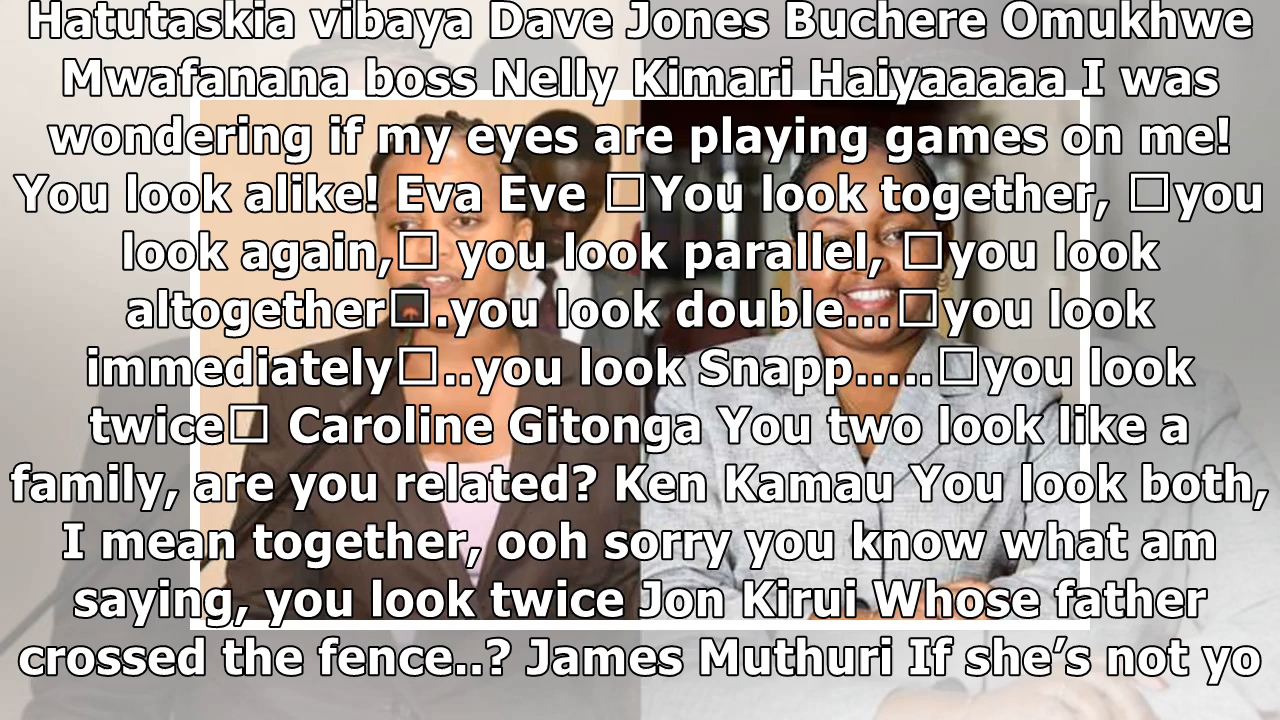 Hatutaskia vibaya Dave Jones Buchere Omukhwe
Mwafanana boss Nelly Kimari Haiyaaaaa I was
wondering if my eyes are playing games on me!
You look alike! Eva Eve □You look together, □you
look again,□ you look parallel, □you look
altogether□.you look double...□you look
immediately□..you look Snapp.....□you look
twice□ Caroline Gitonga You two look like a
family, are you related? Ken Kamau You look both,
I mean together, ooh sorry you know what am
saying, you look twice Jon Kirui Whose father
crossed the fence..? James Muthuri If she’s not yo